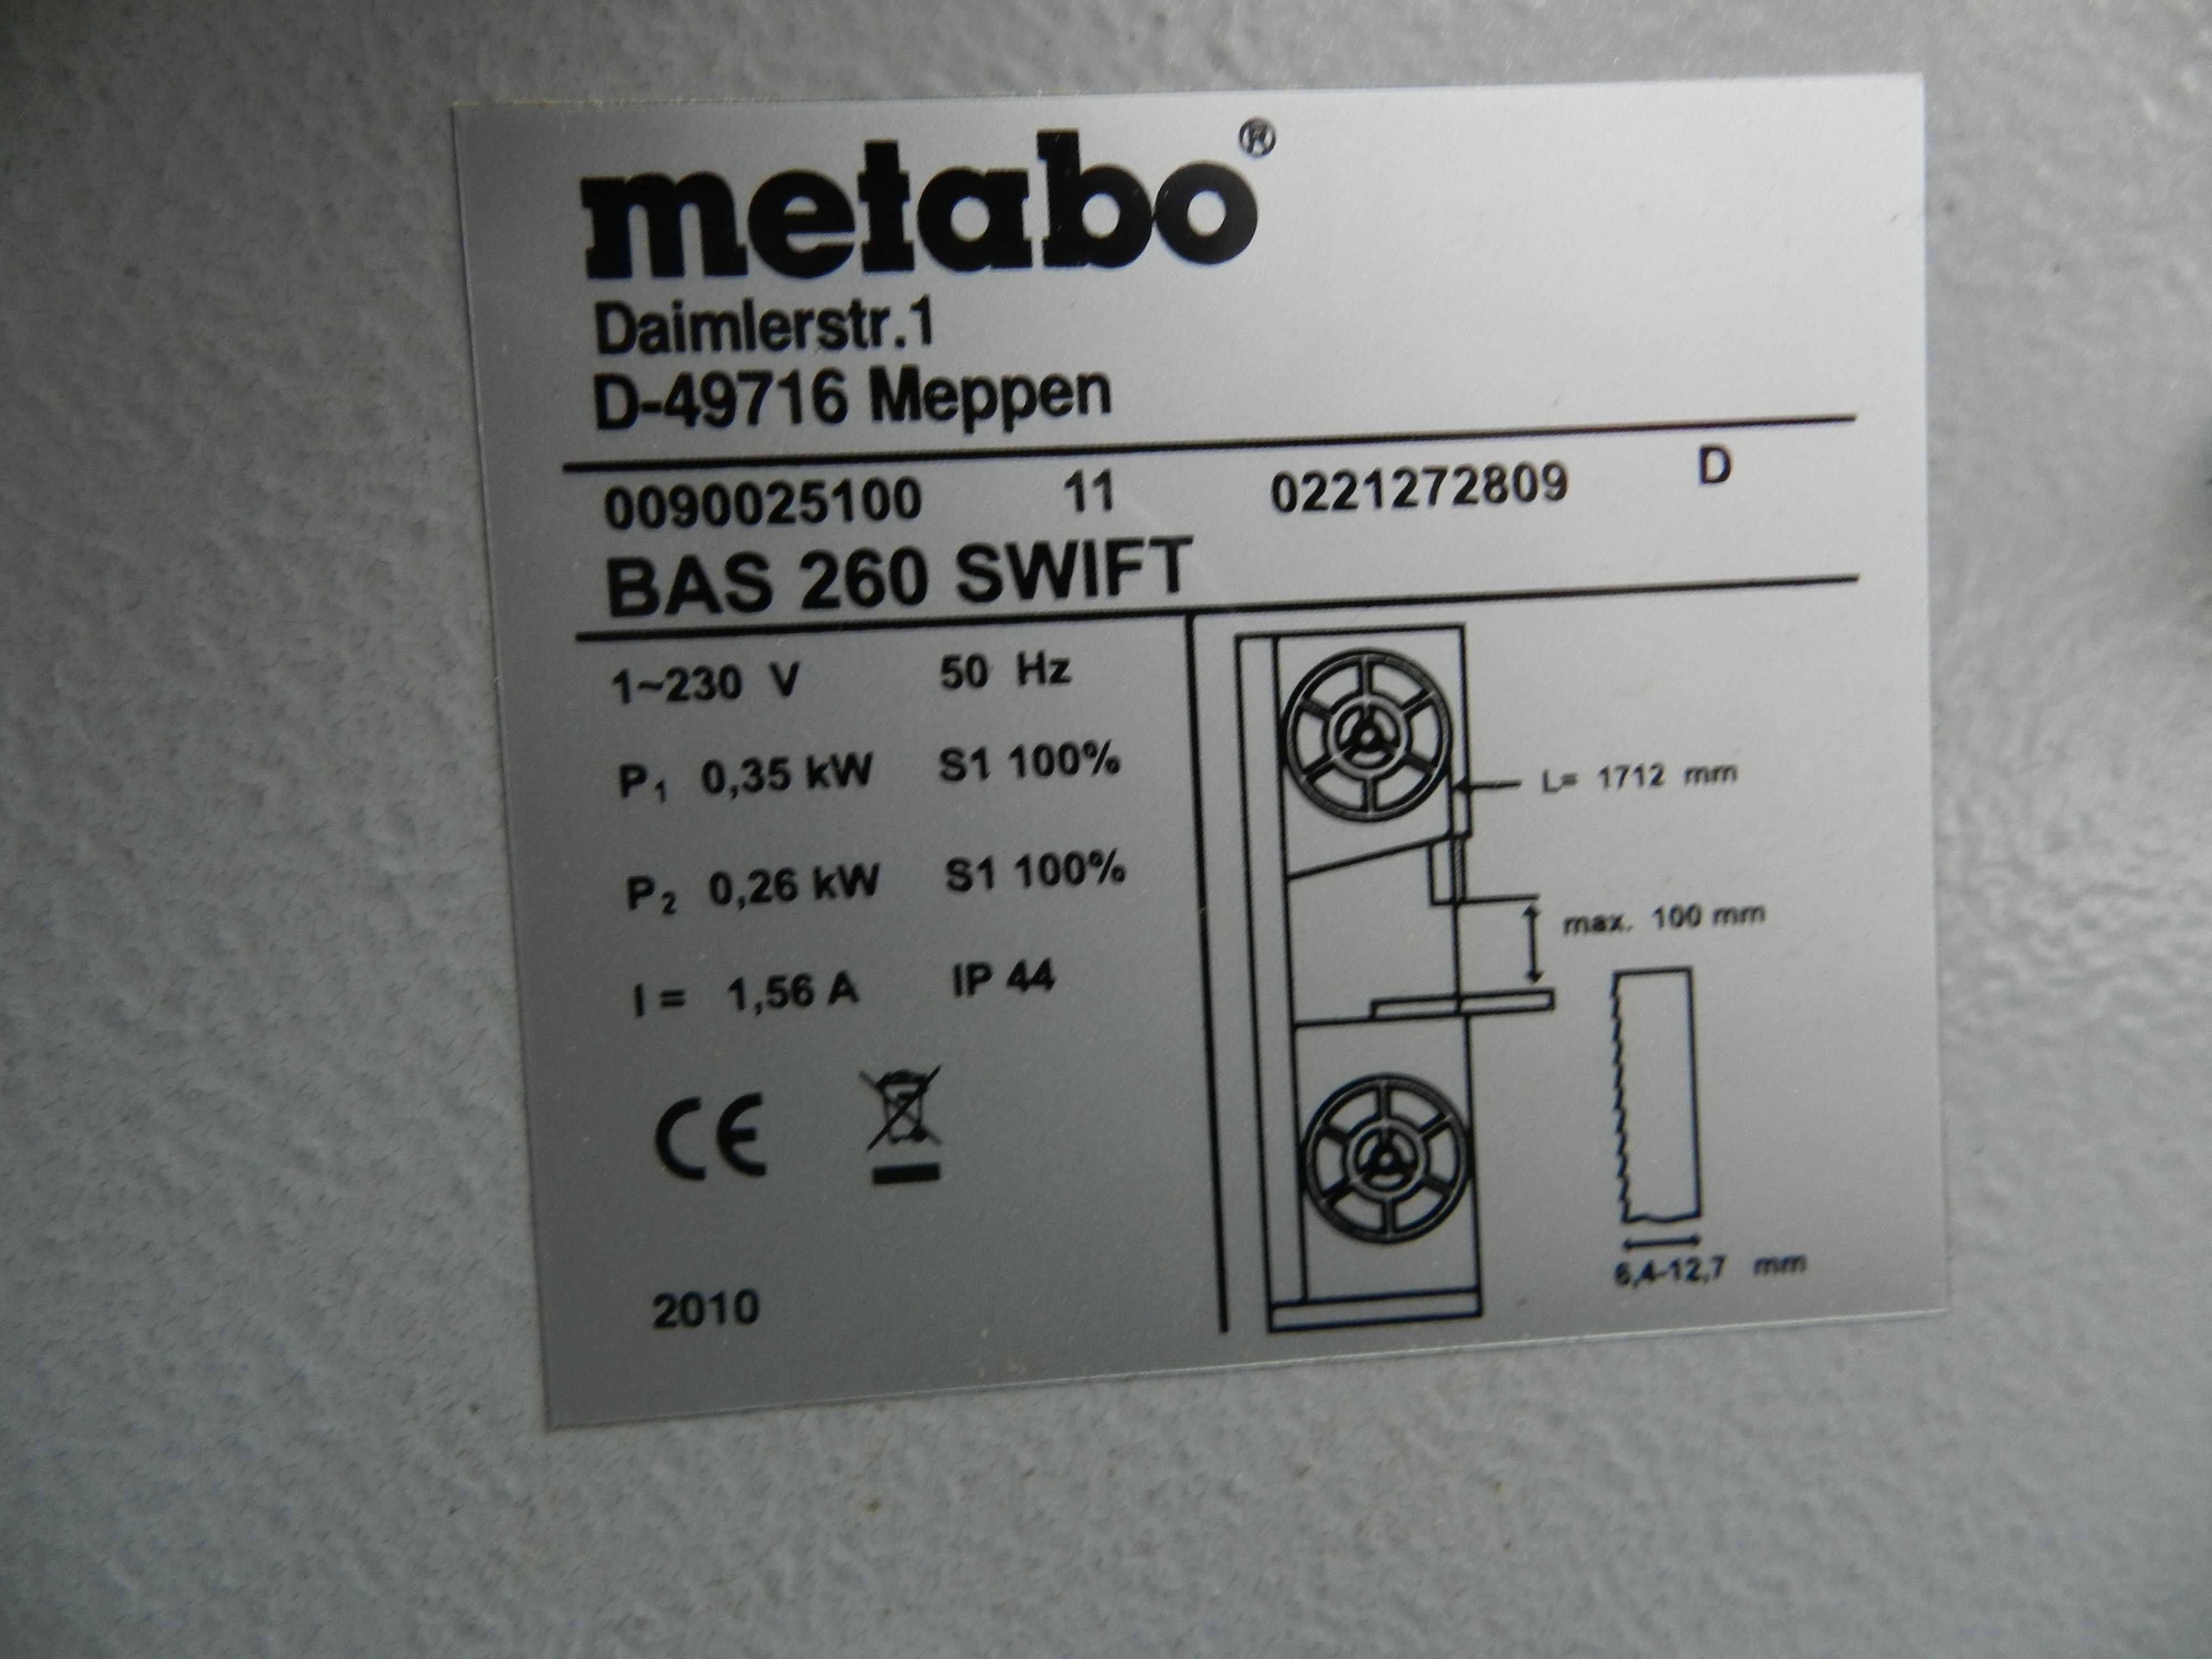 metabo®
Daimlerstr.1
D-49716 Meppen
0090025100 11 0221272809 D
BAS 260 SWIFT
1~230 V 50 Hz
P₁ 0,35 kW S1 100%
P₂ 0,26 kW S1 100%
I = 1,56 A IP 44
CE
2010
L= 1712 mm
max. 100 mm
6,4-12,7 mm